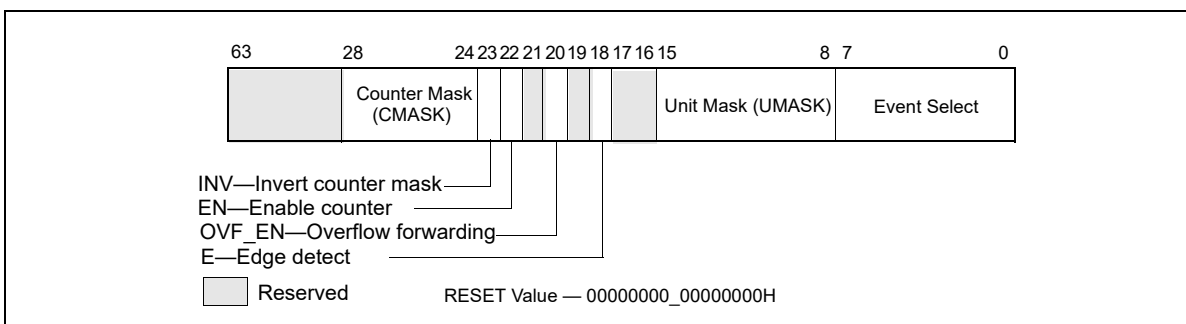 63 28 24 23 22 21 20 19 18 17 16 15 8 7 0
Counter Mask
(CMASK)
Unit Mask (UMASK)
Event Select
INV—Invert counter mask
EN—Enable counter
OVF_EN—Overflow forwarding
E—Edge detect
Reserved
RESET Value — 00000000_00000000H